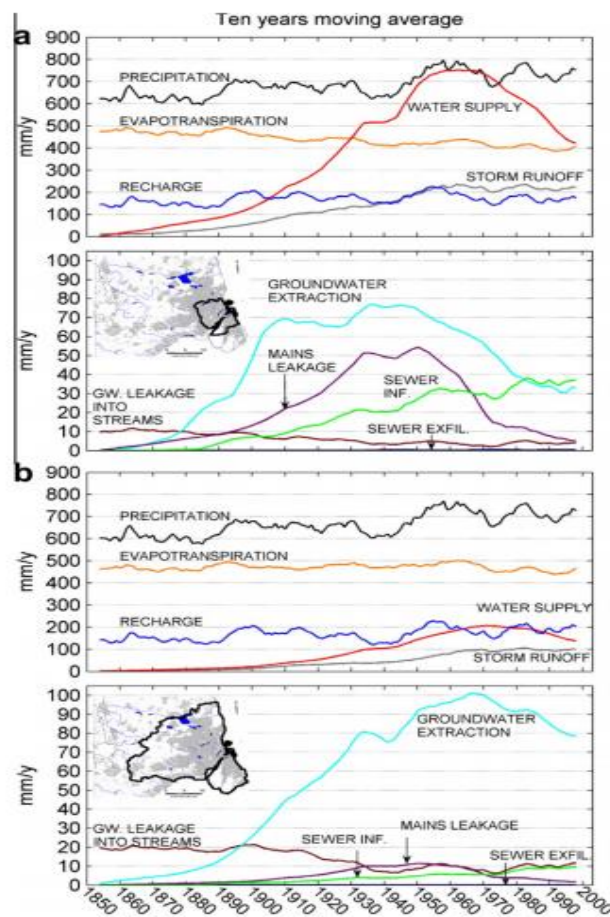 Ten years moving average
a
900
800
700
600
500
400
300
200
100
0
mm/y
PRECIPITATION
WATER SUPPLY
EVAPOTRANSPIRATION
RECHARGE
STORM RUNOFF
100
90
80
70
60
50
40
30
20
10
0
mm/y
GROUNDWATER
EXTRACTION
MAINS
LEAKAGE
SEWER
INF.
GW. LEAKAGE
INTO
STREAMS
SEWER EXFIL.
b
900
800
700
600
500
400
300
200
100
0
mm/y
PRECIPITATION
EVAPOTRANSPIRATION
RECHARGE
WATER SUPPLY
STORM RUNOFF
100
90
80
70
60
50
40
30
20
10
0
mm/y
GROUNDWATER
EXTRACTION
GW. LEAKAGE
INTO STREAMS
SEWER INF.
MAINS LEAKAGE
SEWER EXFIL.
1850 1860 1870 1880 1890 1900 1910 1920 1930 1940 1950 1960 1970 1980 1990 2000